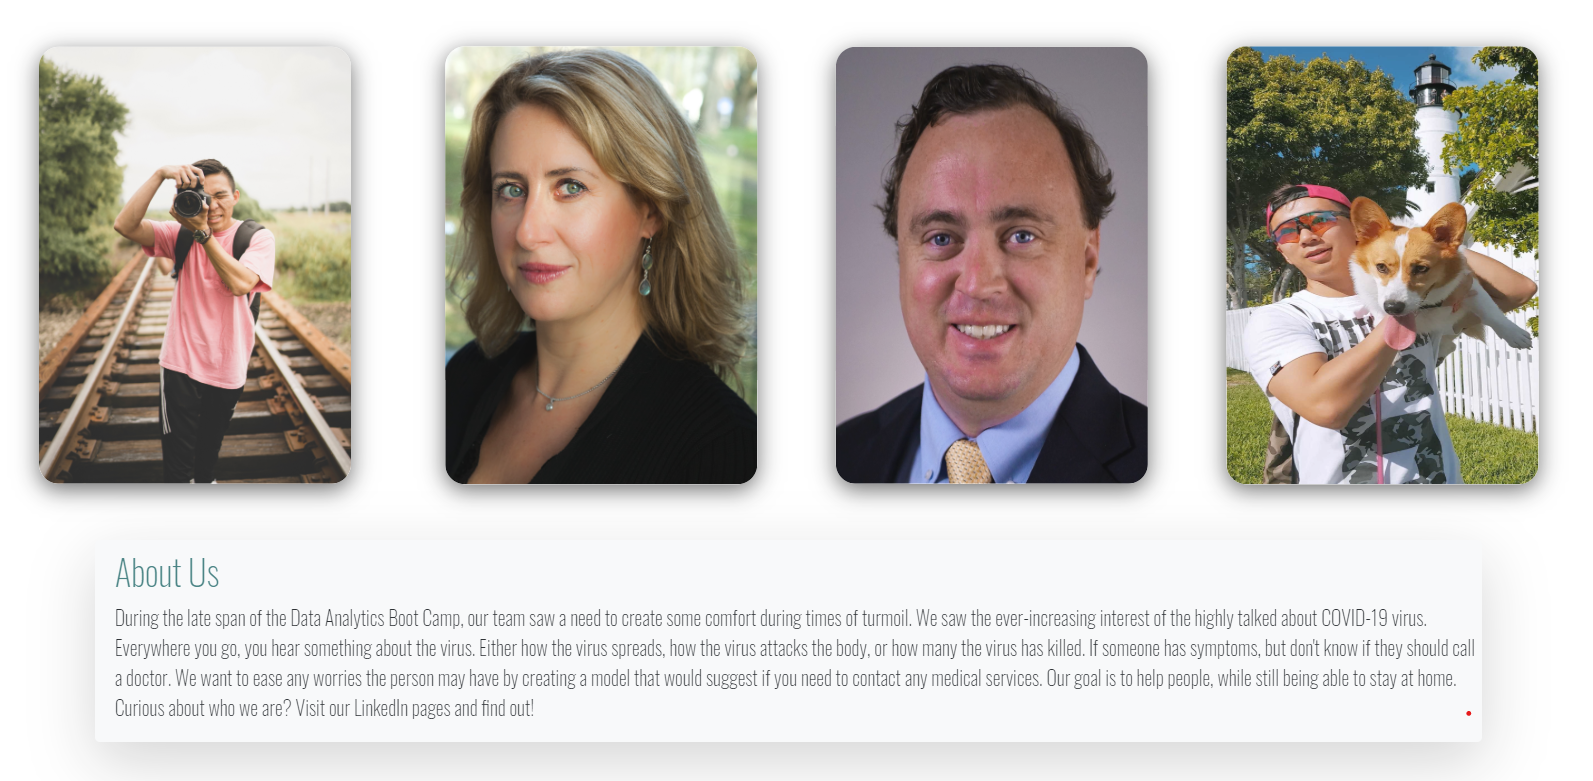 About Us
During the late span of the Data Analytics Boot Camp, our team saw a need to create some comfort during times of turmoil. We saw the ever-increasing interest of the highly talked about COVID-19 virus.
Everywhere you go, you hear something about the virus. Either how the virus spreads, how the virus attacks the body, or how many the virus has killed. If someone has symptoms, but don't know if they should call
a doctor. We want to ease any worries the person may have by creating a model that would suggest if you need to contact any medical services. Our goal is to help people, while still being able to stay at home.
Curious about who we are? Visit our LinkedIn pages and find out!